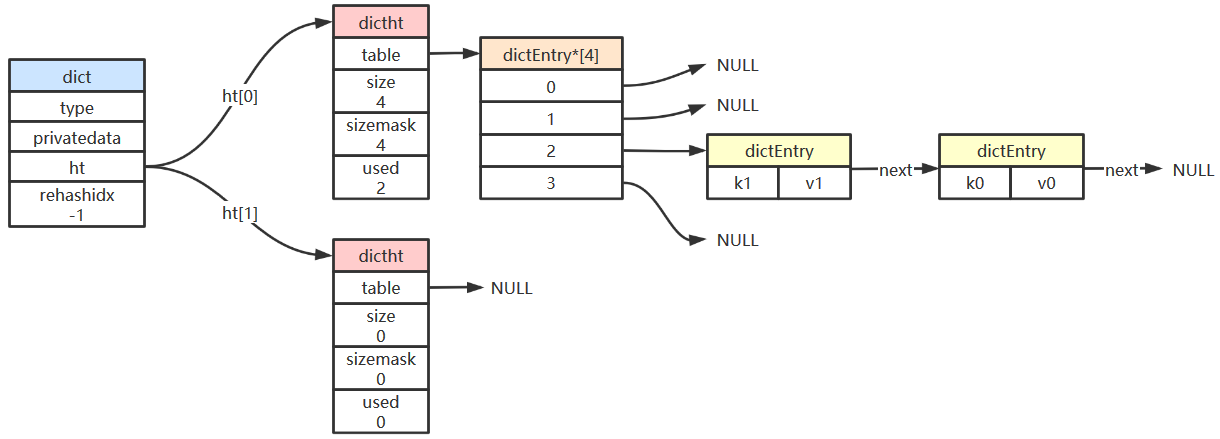 dict
type
privatedata
ht
rehashidx
-1
ht[0]
ht[1]
dictht
table
size
4
sizemask
4
used
2
dictEntry*[4]
0
1
2
3
NULL
NULL
dictEntry
k1
v1
next
dictEntry
k0
v0
next
NULL
NULL
dictht
table
NULL
size
0
sizemask
0
used
0